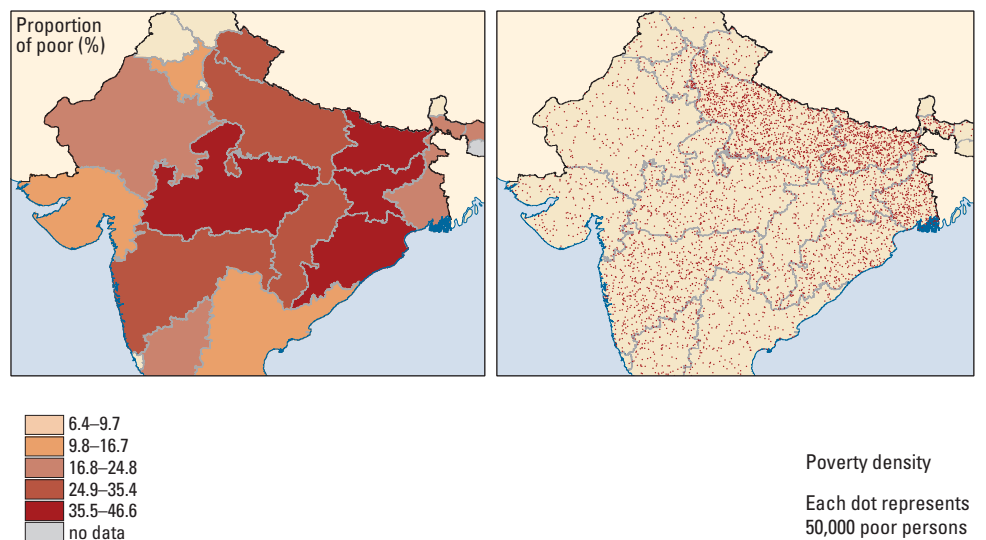 Proportion
of poor (%)
6.4–9.7
9.8–16.7
16.8–24.8
24.9–35.4
35.5–46.6
no data
Poverty density
Each dot represents
50,000 poor persons